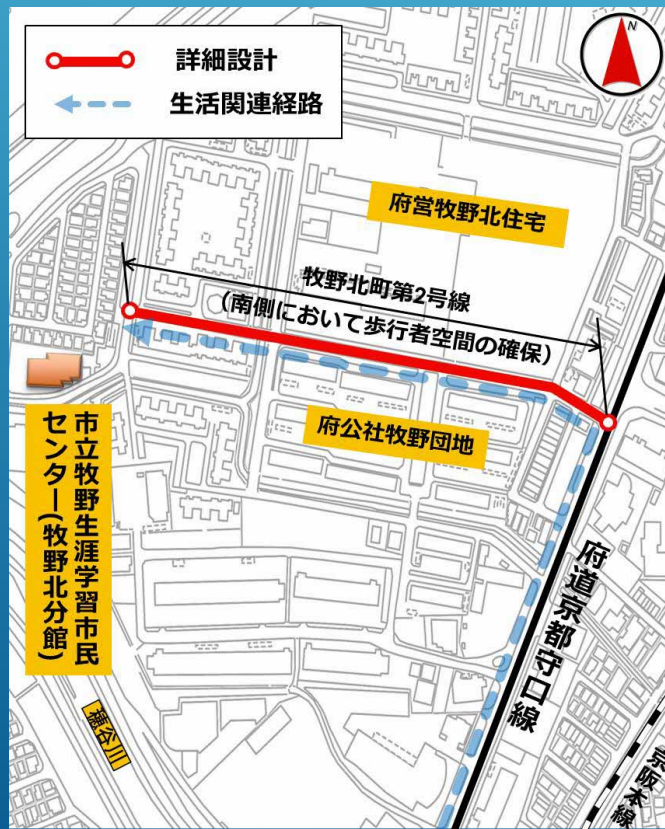 詳細設計
生活関連経路
N
府営牧野北住宅
牧野北町第2号線
（南側において歩行者空間の確保）
府公社牧野団地
市立牧野生涯学習市民
センター(牧野北分館)
府道京都守口線
穂谷川
京阪本線